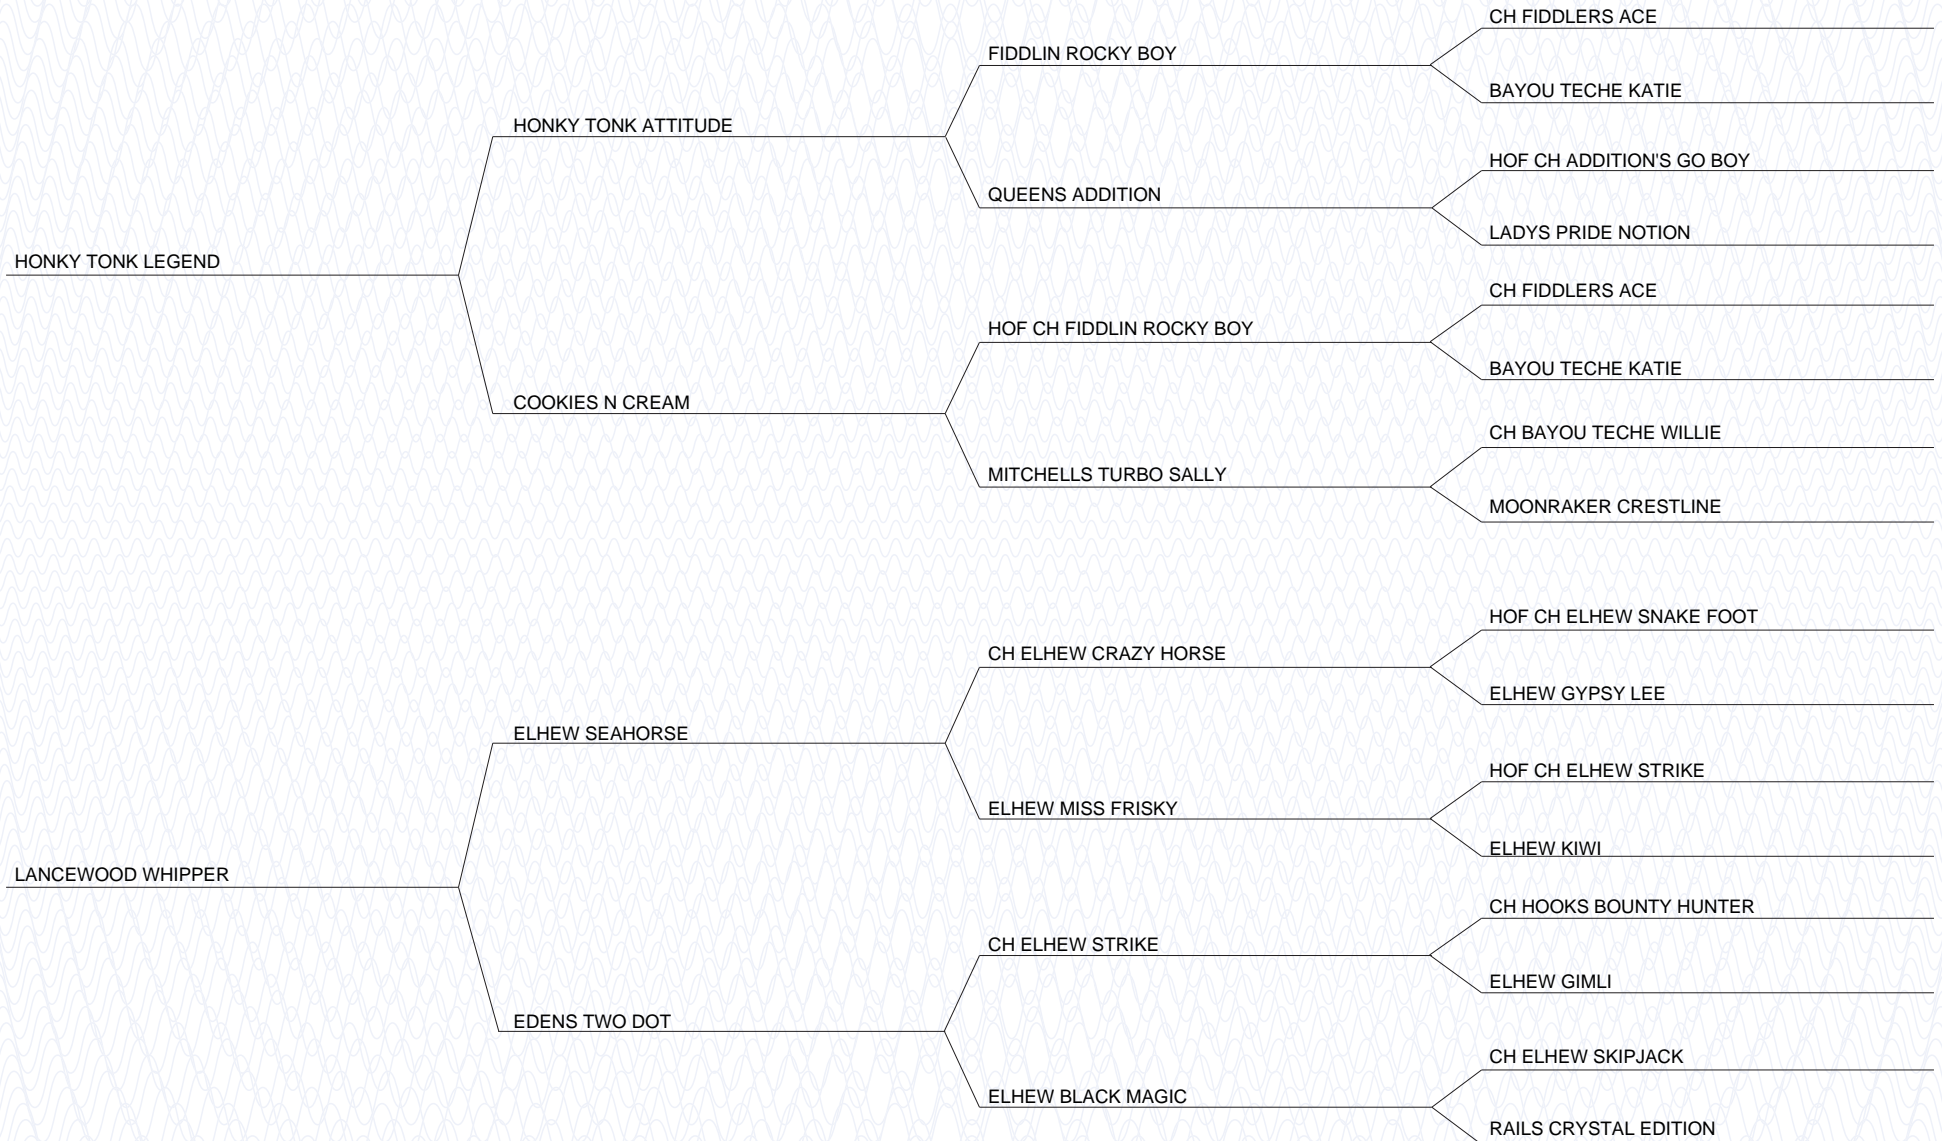 CH FIDDLERS ACE
FIDDLIN ROCKY BOY
BAYOU TECHE KATIE
HONKY TONK ATTITUDE
HOF CH ADDITION'S GO BOY
QUEENS ADDITION
LADYS PRIDE NOTION
HONKY TONK LEGEND
CH FIDDLERS ACE
HOF CH FIDDLIN ROCKY BOY
BAYOU TECHE KATIE
COOKIES N CREAM
CH BAYOU TECHE WILLIE
MITCHELLS TURBO SALLY
MOONRAKER CRESTLINE
HOF CH ELHEW SNAKE FOOT
CH ELHEW CRAZY HORSE
ELHEW GYPSY LEE
ELHEW SEAHORSE
HOF CH ELHEW STRIKE
ELHEW MISS FRISKY
ELHEW KIWI
LANCEWOOD WHIPPER
CH HOOKS BOUNTY HUNTER
CH ELHEW STRIKE
ELHEW GIMLI
EDENS TWO DOT
CH ELHEW SKIPJACK
ELHEW BLACK MAGIC
RAILS CRYSTAL EDITION